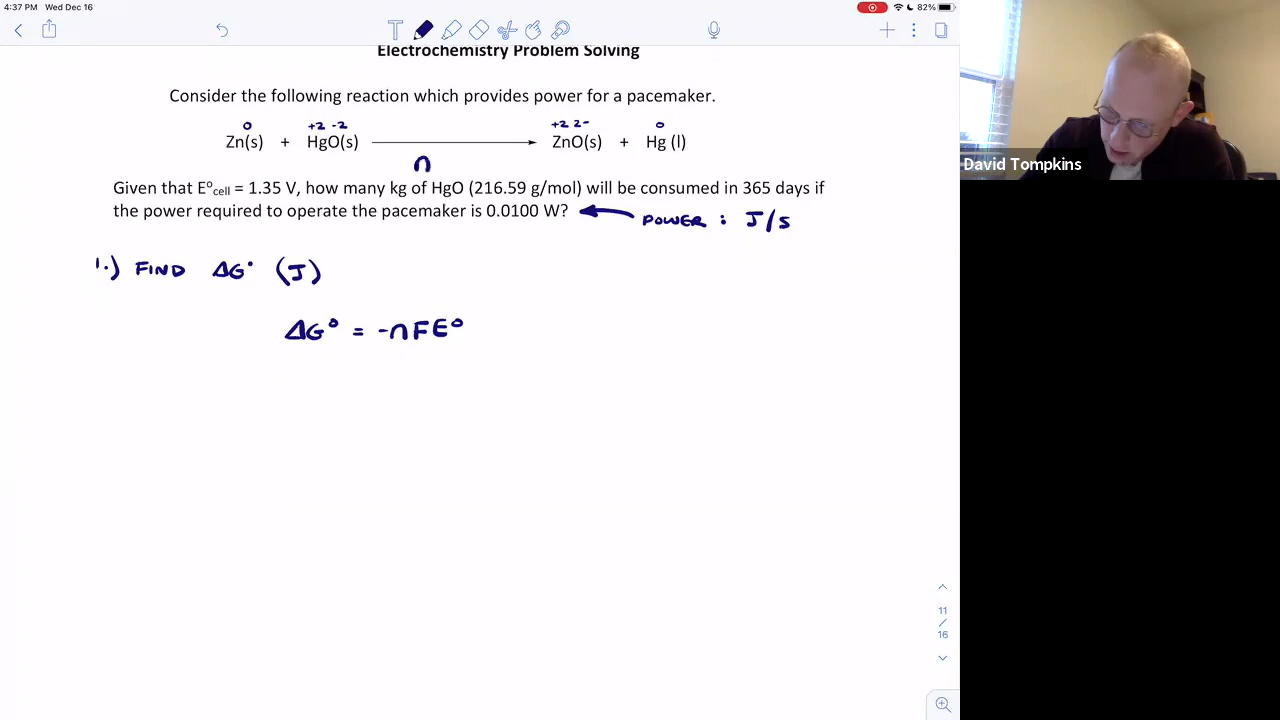 4:37 PM Wed Dec 16
82%
Electrochemistry Problem Solving
Consider the following reaction which provides power for a pacemaker.
0 +2 -2 +2 2- 0
Zn(s) + HgO(s) ⟶ ZnO(s) + Hg (l)
n
Given that E°cell = 1.35 V, how many kg of HgO (216.59 g/mol) will be consumed in 365 days if
the power required to operate the pacemaker is 0.0100 W? ← POWER : J/s
1.) FIND ΔG° (J)
ΔG° = -nFE°
11
/
16
David Tompkins